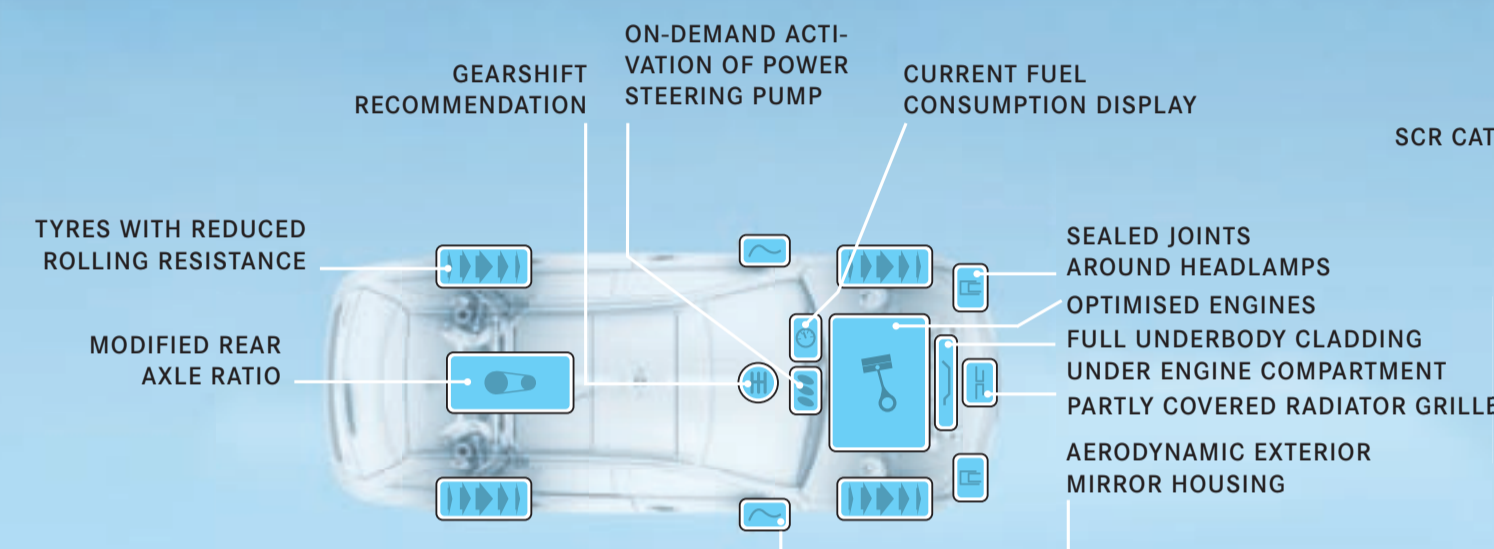 ON-DEMAND ACTI-
VATION OF POWER
STEERING PUMP
GEARSHIFT
RECOMMENDATION
CURRENT FUEL
CONSUMPTION DISPLAY
SCR CAT
TYRES WITH REDUCED
ROLLING RESISTANCE
SEALED JOINTS
AROUND HEADLAMPS
OPTIMISED ENGINES
FULL UNDERBODY CLADDING
UNDER ENGINE COMPARTMENT
PARTLY COVERED RADIATOR GRILLE
MODIFIED REAR
AXLE RATIO
AERODYNAMIC EXTERIOR
MIRROR HOUSING